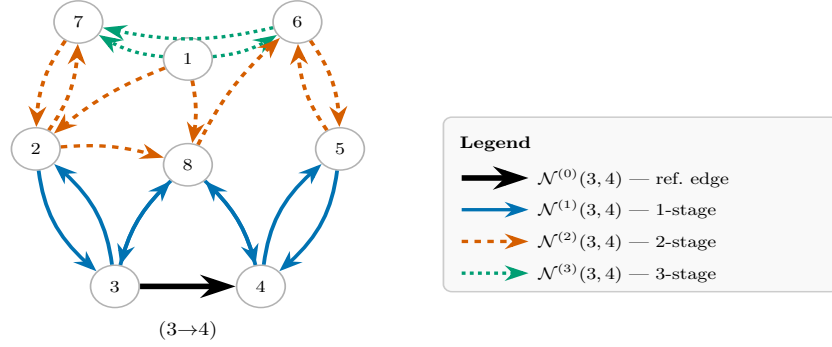 7
6
1
2
8
5
3
4
(3→4)
Legend
𝒩⁽⁰⁾(3, 4) — ref. edge
𝒩⁽¹⁾(3, 4) — 1-stage
𝒩⁽²⁾(3, 4) — 2-stage
𝒩⁽³⁾(3, 4) — 3-stage